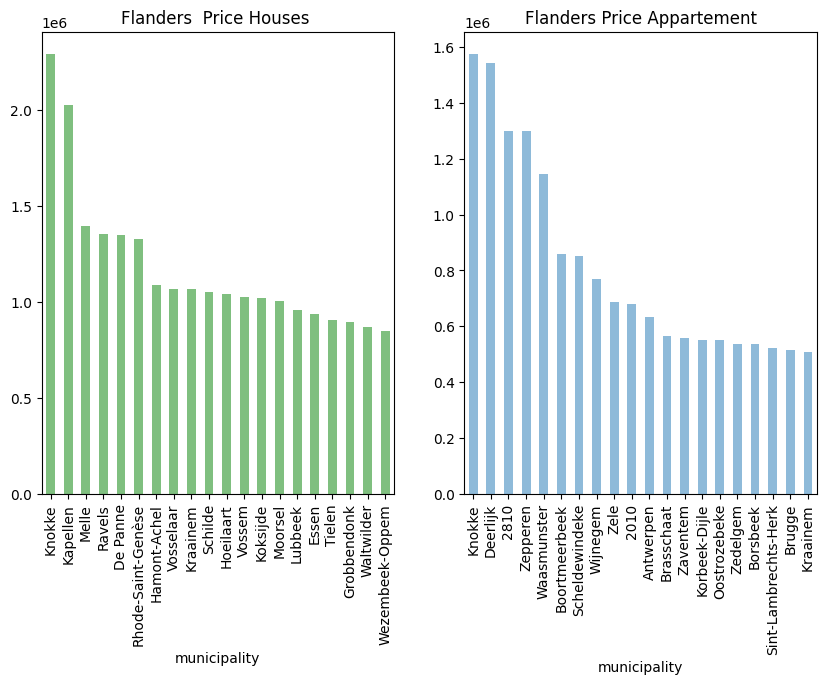 Flanders  Price Houses
1e6
2.0
1.5
1.0
0.5
0.0
Knokke
Kapellen
Melle
Ravels
De Panne
Rhode-Saint-Genèse
Hamont-Achel
Vosselaar
Kraainem
Schilde
Hoeilaart
Vossem
Koksijde
Moorsel
Lubbeek
Essen
Tielen
Grobbendonk
Waltwilder
Wezembeek-Oppem
municipality
Flanders Price Appartement
1e6
1.6
1.4
1.2
1.0
0.8
0.6
0.4
0.2
0.0
Knokke
Deerlijk
2810
Zepperen
Waasmunster
Boortmeerbeek
Scheldewindeke
Wijnegem
Zele
2010
Antwerpen
Brasschaat
Zaventem
Korbeek-Dijle
Oostrozebeke
Zedelgem
Borsbeek
Sint-Lambrechts-Herk
Brugge
Kraainem
municipality